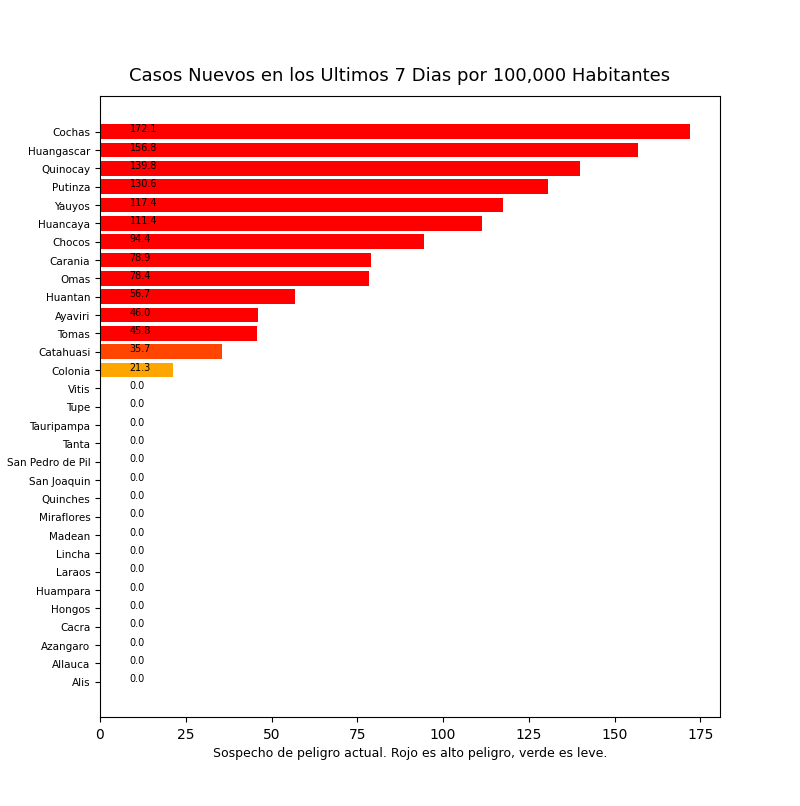 Casos Nuevos en los Ultimos 7 Dias por 100,000 Habitantes
Cochas 172.1
Huangascar 156.8
Quinocay 139.8
Putinza 130.6
Yauyos 117.4
Huancaya 111.4
Chocos 94.4
Carania 78.9
Omas 78.4
Huantan 56.7
Ayaviri 46.0
Tomas 45.8
Catahuasi 35.7
Colonia 21.3
Vitis 0.0
Tupe 0.0
Tauripampa 0.0
Tanta 0.0
San Pedro de Pil 0.0
San Joaquin 0.0
Quinches 0.0
Miraflores 0.0
Madean 0.0
Lincha 0.0
Laraos 0.0
Huampara 0.0
Hongos 0.0
Cacra 0.0
Azangaro 0.0
Allauca 0.0
Alis 0.0
0 25 50 75 100 125 150 175
Sospecho de peligro actual. Rojo es alto peligro, verde es leve.